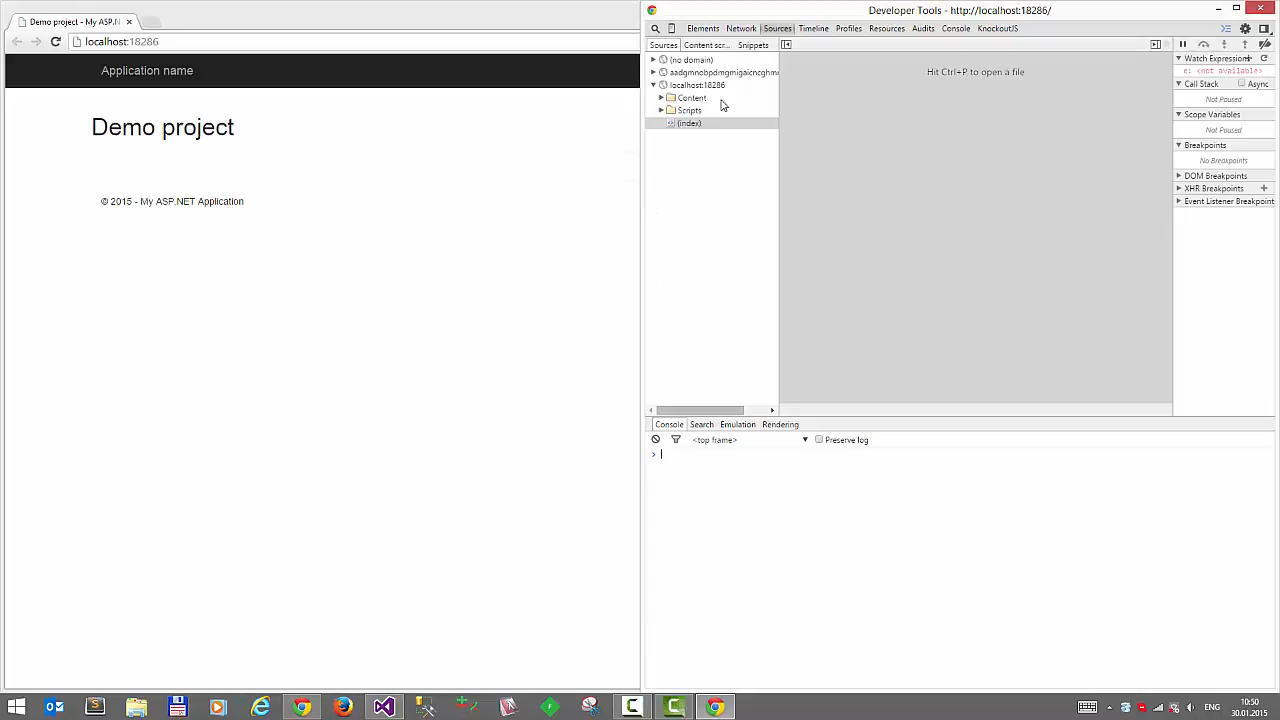 Demo project - My ASP.N
localhost:18286
Application name
Demo project
© 2015 - My ASP.NET Application
Developer Tools - http://localhost:18286/
Elements Network Sources Timeline Profiles Resources Audits Console KnockoutJS
Sources Content scr... Snippets
(no domain)
aadgmnobpdmgmigaicncghmr
localhost:18286
Content
Scripts
(index)
Hit Ctrl+P to open a file
Watch Expressions
e: <not available>
Call Stack Async
Not Paused
Scope Variables
Not Paused
Breakpoints
No Breakpoints
DOM Breakpoints
XHR Breakpoints
Event Listener Breakpoint
Console Search Emulation Rendering
<top frame> Preserve log
ENG
10:50
30.01.2015